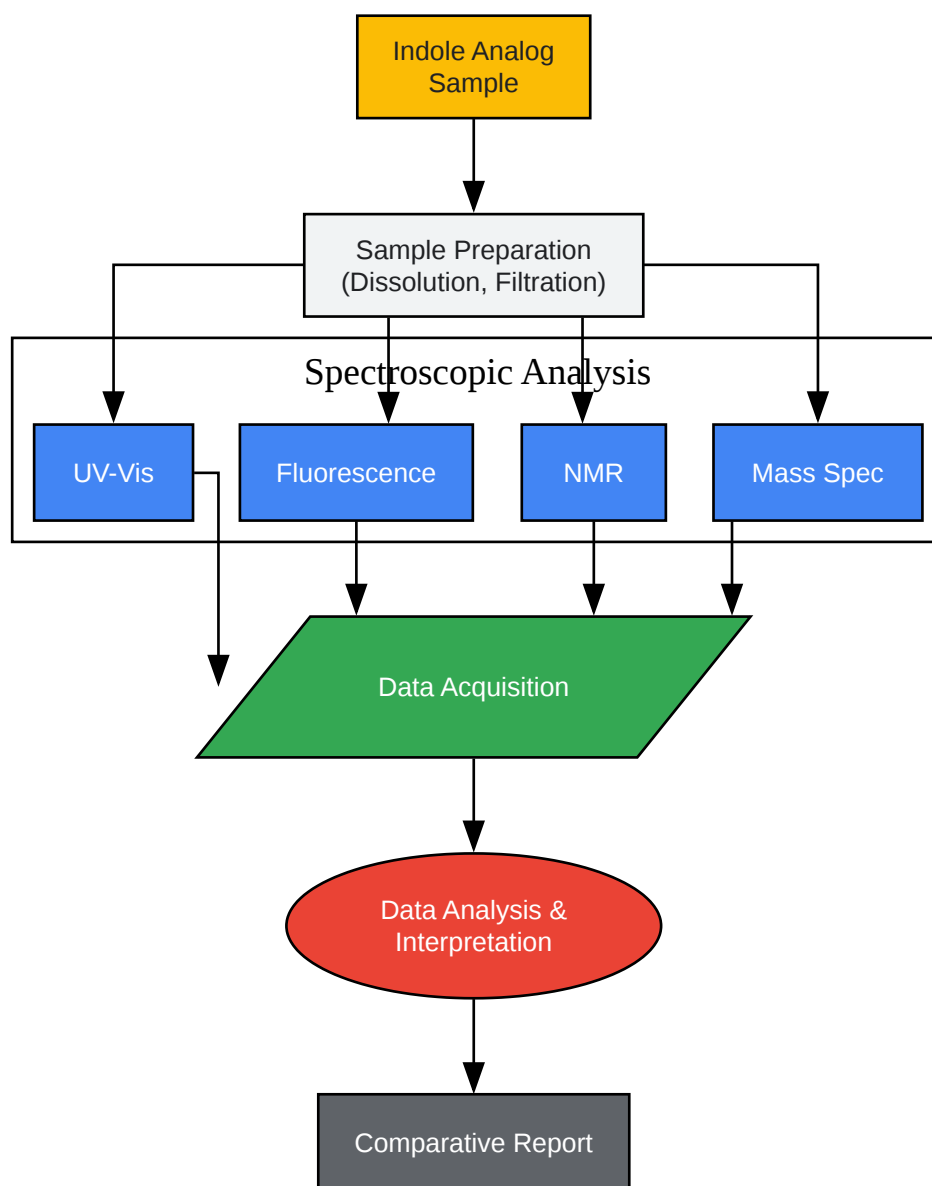 Indole Analog
Sample
Sample Preparation
(Dissolution, Filtration)
Spectroscopic Analysis
UV-Vis
Fluorescence
NMR
Mass Spec
Data Acquisition
Data Analysis &
Interpretation
Comparative Report